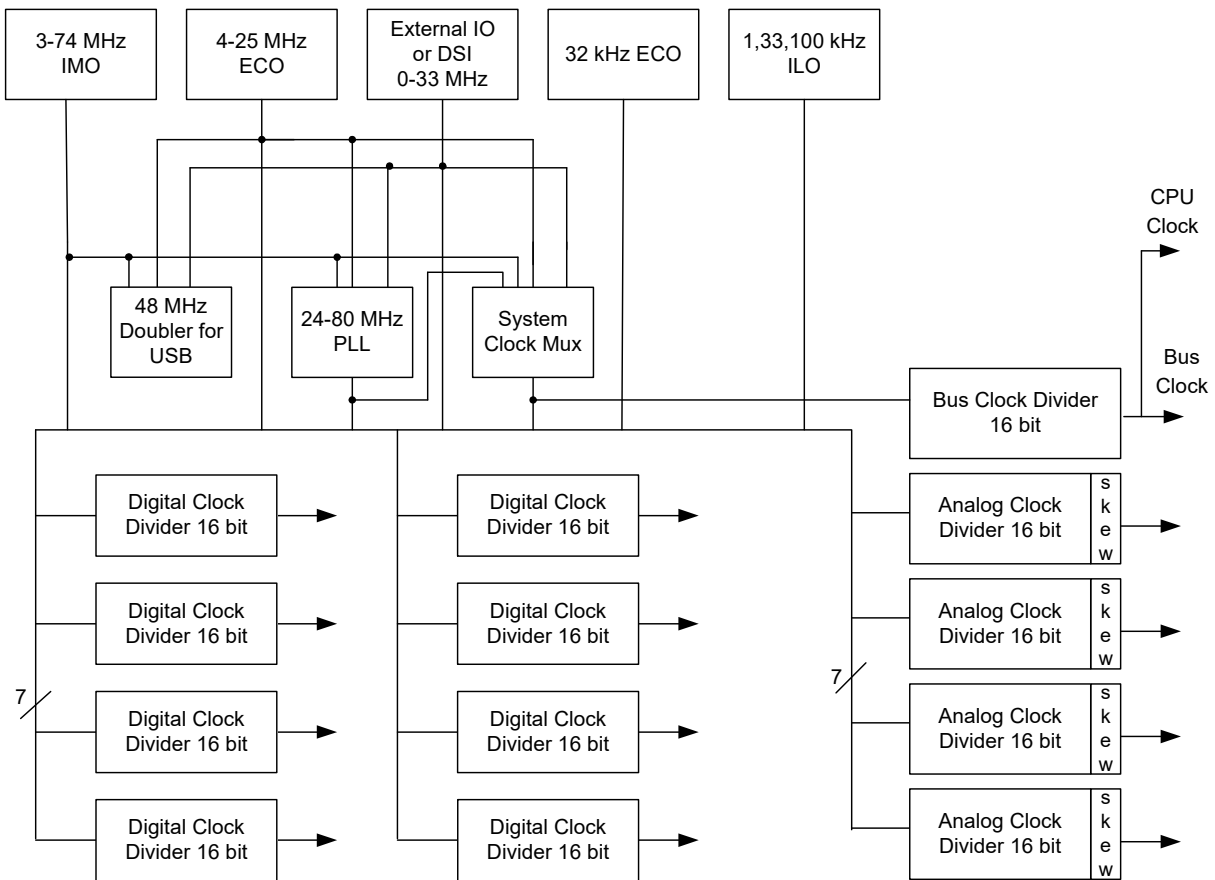 3-74 MHz
IMO
4-25 MHz
ECO
External IO
or DSI
0-33 MHz
32 kHz ECO
1,33,100 kHz
ILO
CPU
Clock
48 MHz
Doubler for
USB
24-80 MHz
PLL
System
Clock Mux
Bus
Clock
Bus Clock Divider
16 bit
Digital Clock
Divider 16 bit
Digital Clock
Divider 16 bit
Analog Clock
Divider 16 bit
s
k
e
w
Digital Clock
Divider 16 bit
Digital Clock
Divider 16 bit
Analog Clock
Divider 16 bit
s
k
e
w
7
7
Digital Clock
Divider 16 bit
Digital Clock
Divider 16 bit
Analog Clock
Divider 16 bit
s
k
e
w
Digital Clock
Divider 16 bit
Digital Clock
Divider 16 bit
Analog Clock
Divider 16 bit
s
k
e
w